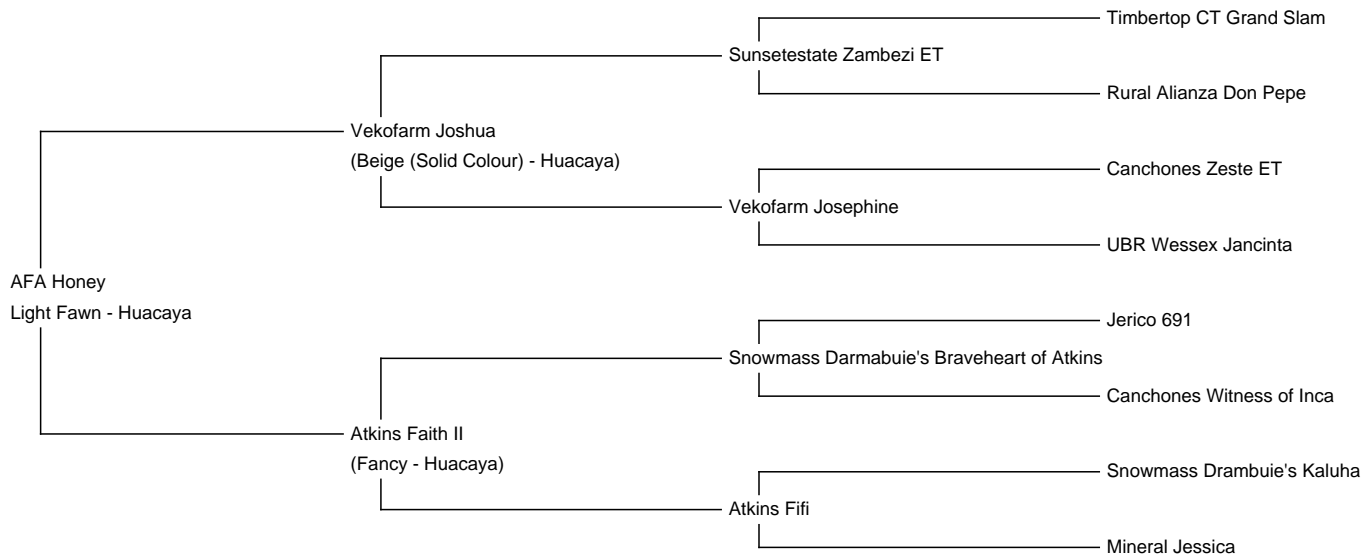 Timbertop CT Grand Slam
Sunsetestate Zambezi ET
Rural Alianza Don Pepe
Vekofarm Joshua
(Beige (Solid Colour) - Huacaya)
Canchones Zeste ET
Vekofarm Josephine
UBR Wessex Jancinta
AFA Honey
Light Fawn - Huacaya
Jerico 691
Snowmass Darmabuie's Braveheart of Atkins
Canchones Witness of Inca
Atkins Faith II
(Fancy - Huacaya)
Snowmass Drambuie's Kaluha
Atkins Fifi
Mineral Jessica